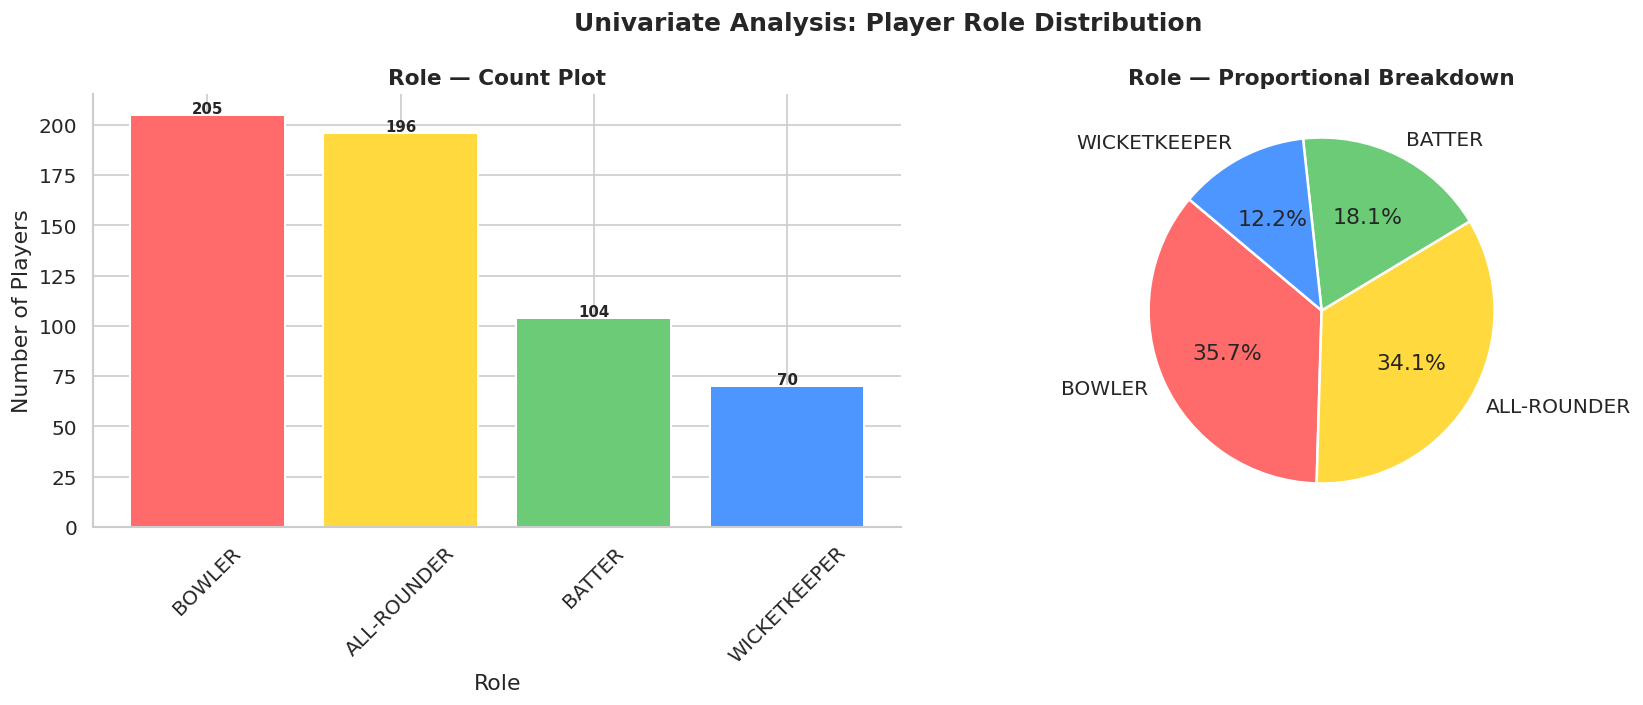 Univariate Analysis: Player Role Distribution
Role — Count Plot
Number of Players
200
175
150
125
100
75
50
25
0
205
196
104
70
BOWLER
ALL-ROUNDER
BATTER
WICKETKEEPER
Role
Role — Proportional Breakdown
WICKETKEEPER
BATTER
12.2%
18.1%
35.7%
34.1%
BOWLER
ALL-ROUNDER